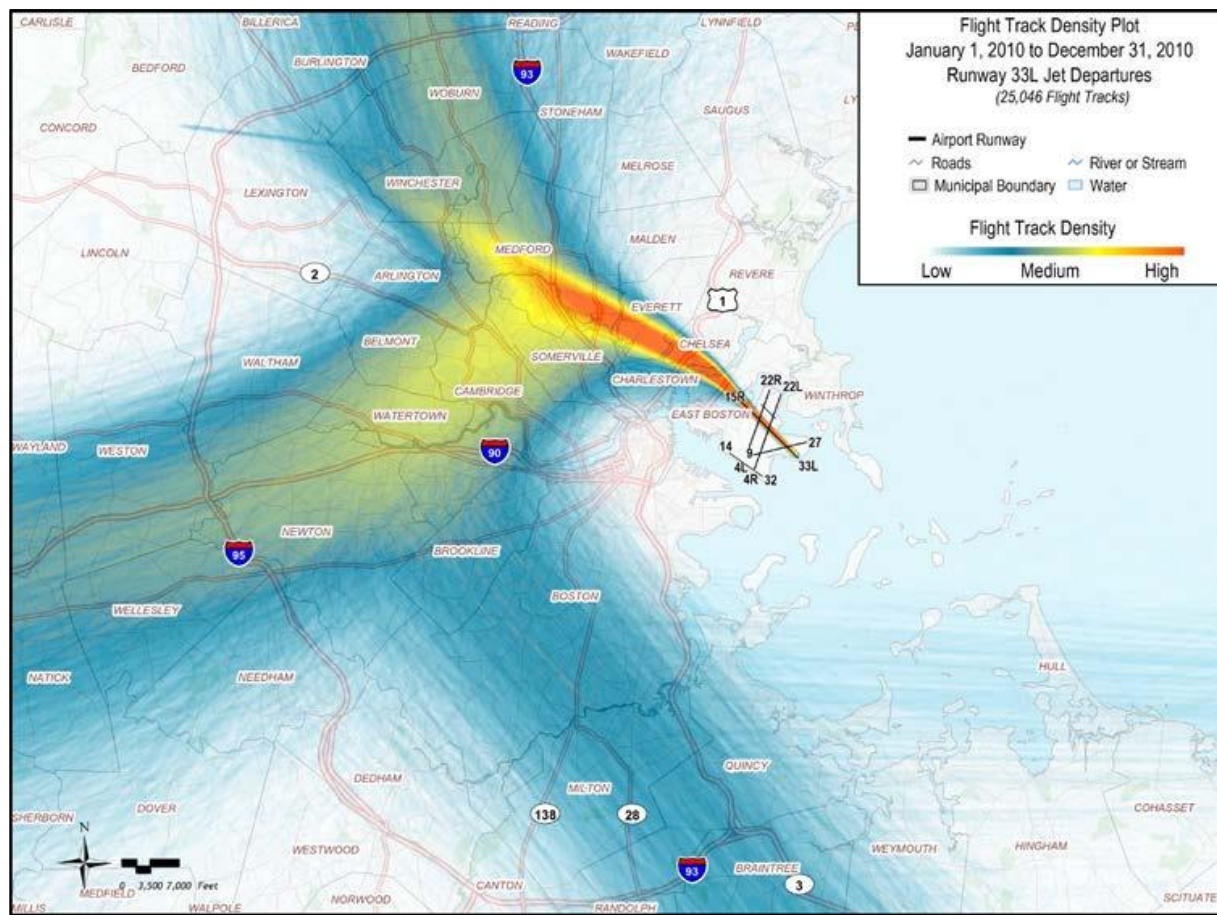 Flight Track Density Plot
January 1, 2010 to December 31, 2010
Runway 33L Jet Departures
(25,046 Flight Tracks)
Airport Runway
Roads
River or Stream
Municipal Boundary
Water
Flight Track Density
Low Medium High
CARLISLE
BILLERICA
READING
LYNNFIELD
BURLINGTON
WAKEFIELD
BEDFORD
93
WOBURN
STONEHAM
SAUGUS
LY
CONCORD
MELROSE
WINCHESTER
LEXINGTON
MEDFORD
MALDEN
LINCOLN
2
ARLINGTON
REVERE
1
EVERETT
BELMONT
SOMERVILLE
CHELSEA
WALTHAM
CHARLESTOWN
22R
22L
CAMBRIDGE
15R
WINTHROP
WATERTOWN
EAST BOSTON
WAYLAND
WESTON
90
14
9
27
4L
33L
4R
32
NEWTON
95
BROOKLINE
WELLESLEY
BOSTON
NATICK
NEEDHAM
HULL
QUINCY
DEDHAM
MILTON
SHERBORN
DOVER
138
28
COHASSET
N
WESTWOOD
WEYMOUTH
HINGHAM
0 3,500 7,000 Feet
93
BRAINTREE
3
MEDFIELD
CANTON
NORWOOD
SCITUATE
MILLIS
WALPOLE
RANDOLPH